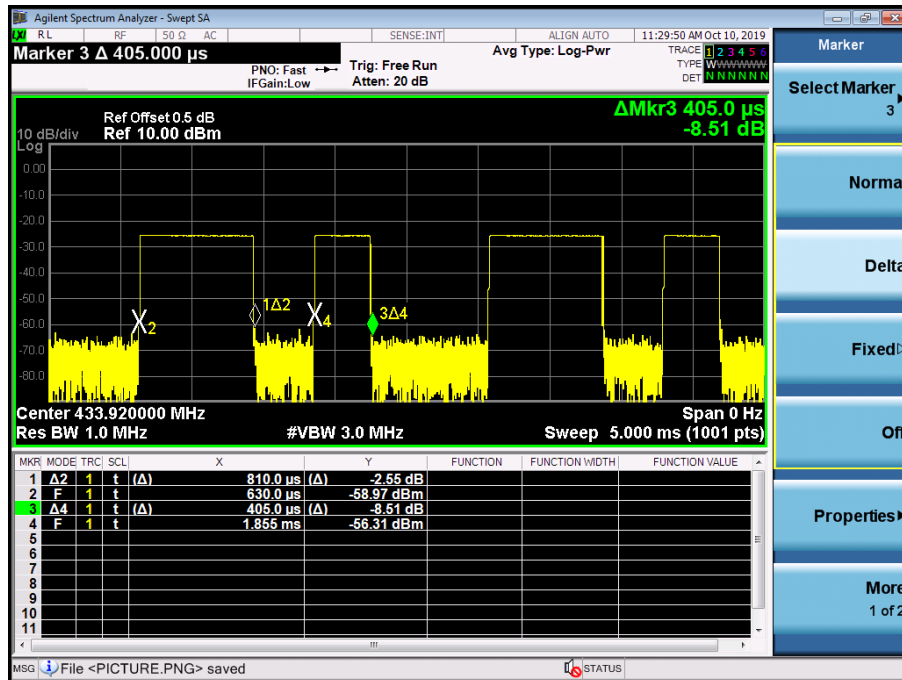 Agilent Spectrum Analyzer - Swept SA
LXI RL RF 50 Ω AC SENSE:INT ALIGN AUTO 11:29:50 AM Oct 10, 2019
Marker 3 Δ 405.000 µs
PNO: Fast
IFGain:Low
Trig: Free Run
Atten: 20 dB
Avg Type: Log-Pwr
TRACE 1 2 3 4 5 6
TYPE WWWWWW
DET N N N N N N
ΔMkr3 405.0 µs
-8.51 dB
Ref Offset 0.5 dB
10 dB/div Ref 10.00 dBm
Log
0.00
-10.0
-20.0
-30.0
-40.0
-50.0
-60.0
-70.0
-80.0
2
1Δ2
4
3Δ4
Center 433.920000 MHz Span 0 Hz
Res BW 1.0 MHz #VBW 3.0 MHz Sweep 5.000 ms (1001 pts)
MKR MODE TRC SCL X Y FUNCTION FUNCTION WIDTH FUNCTION VALUE
1 Δ2 1 t (Δ) 810.0 µs (Δ) -2.55 dB
2 F 1 t 630.0 µs -58.97 dBm
3 Δ4 1 t (Δ) 405.0 µs (Δ) -8.51 dB
4 F 1 t 1.855 ms -56.31 dBm
5
6
7
8
9
10
11
MSG File <PICTURE.PNG> saved STATUS
Marker
Select Marker
3
Norma
Delta
Fixed
Of
Properties
More
1 of 2